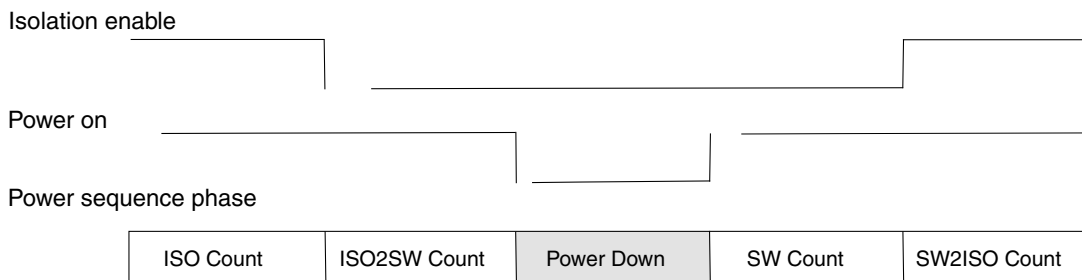 Isolation enable
Power on
Power sequence phase
ISO Count ISO2SW Count Power Down SW Count SW2ISO Count